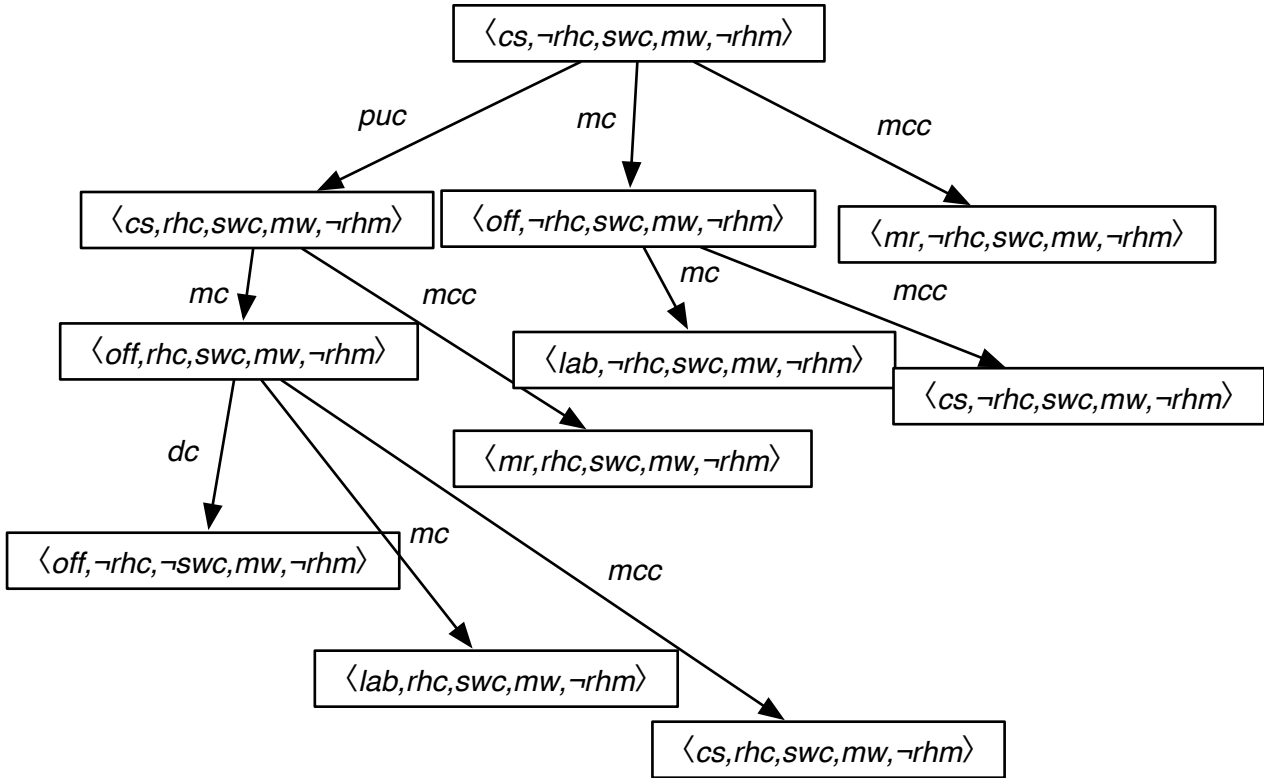 〈cs,¬rhc,swc,mw,¬rhm〉
puc
mc
mcc
〈cs,rhc,swc,mw,¬rhm〉
〈off,¬rhc,swc,mw,¬rhm〉
〈mr,¬rhc,swc,mw,¬rhm〉
mc
mcc
mc
mcc
〈off,rhc,swc,mw,¬rhm〉
〈lab,¬rhc,swc,mw,¬rhm〉
〈cs,¬rhc,swc,mw,¬rhm〉
dc
〈mr,rhc,swc,mw,¬rhm〉
mc
mcc
〈off,¬rhc,¬swc,mw,¬rhm〉
〈lab,rhc,swc,mw,¬rhm〉
〈cs,rhc,swc,mw,¬rhm〉